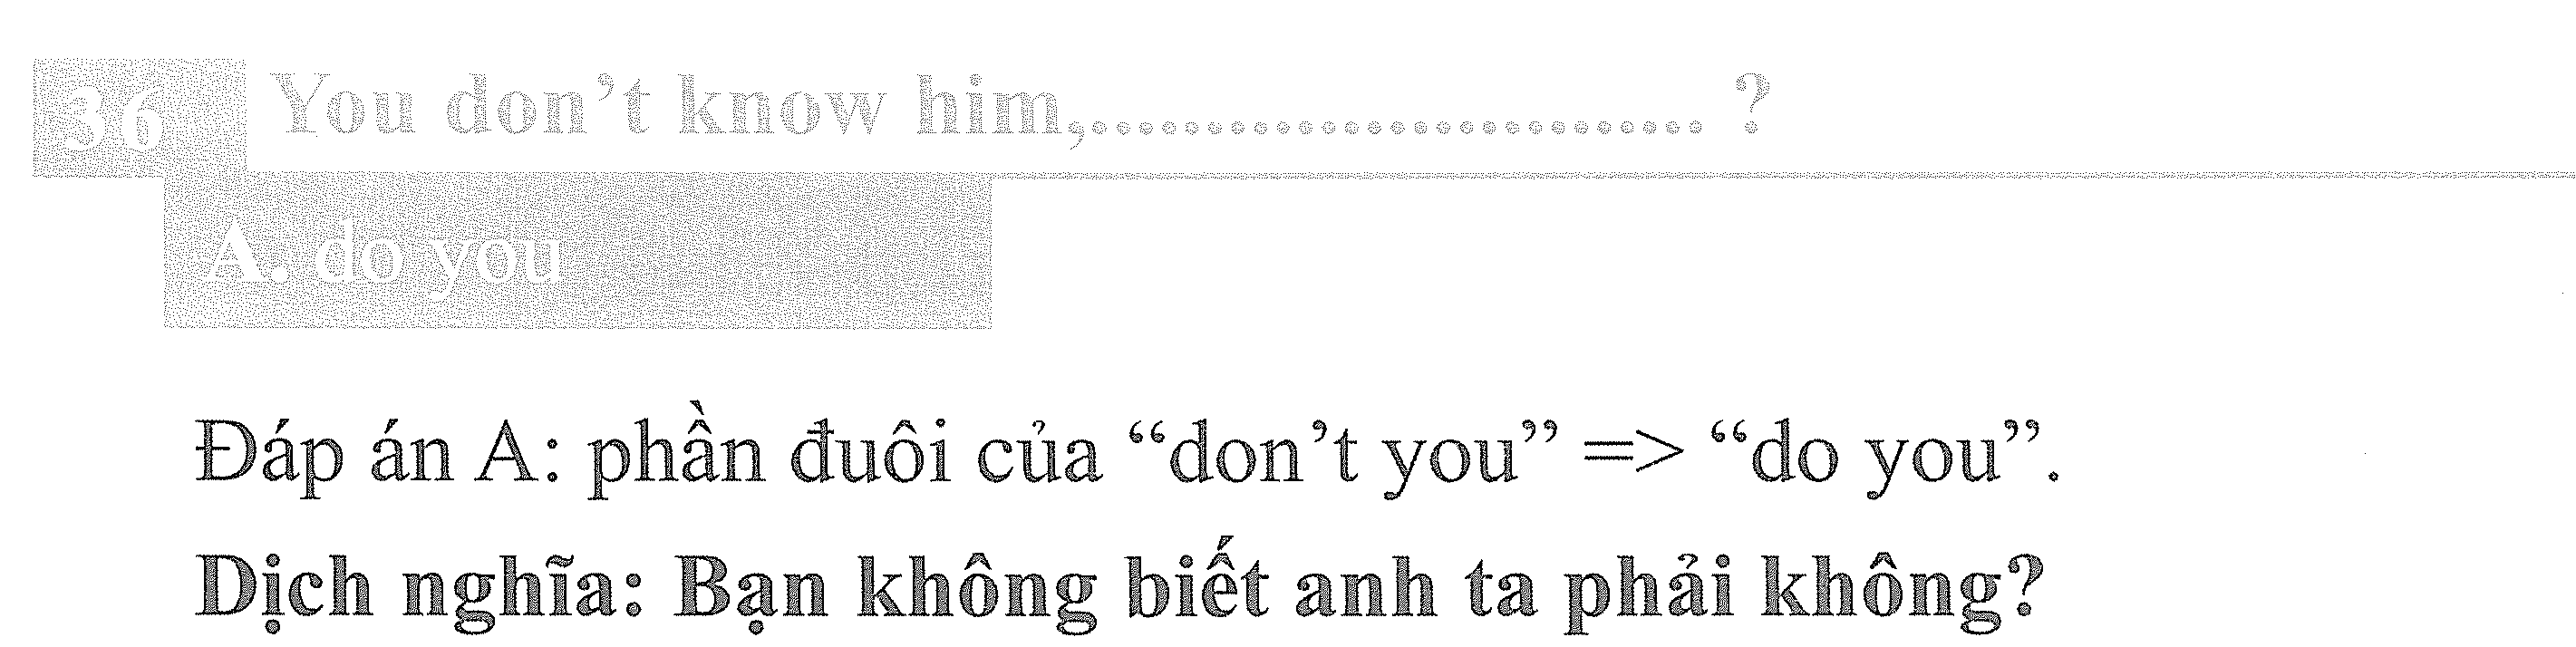 36 You don't know him,........................... ?
A. do you
Đáp án A: phần đuôi của “don't you” => “do you”.
Dịch nghĩa: Bạn không biết anh ta phải không?